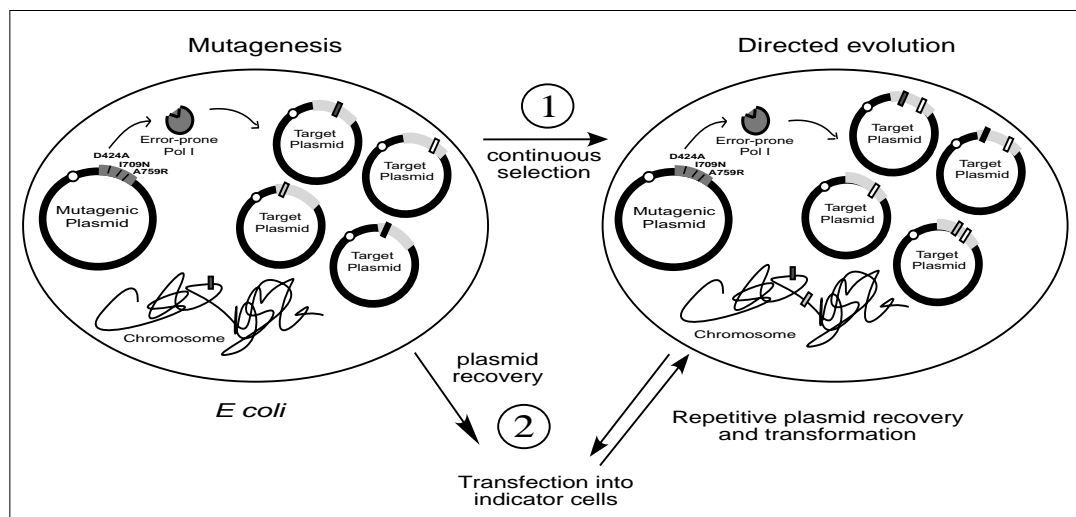 Mutagenesis
Error-prone
Pol I
D424A
I709N
A759R
Mutagenic
Plasmid
Target
Plasmid
Target
Plasmid
Target
Plasmid
Target
Plasmid
Chromosome
E coli
1
continuous
selection
Directed evolution
Error-prone
Pol I
D424A
I709N
A759R
Mutagenic
Plasmid
Target
Plasmid
Target
Plasmid
Target
Plasmid
Target
Plasmid
Chromosome
plasmid
recovery
2
Transfection into
indicator cells
Repetitive plasmid recovery
and transformation